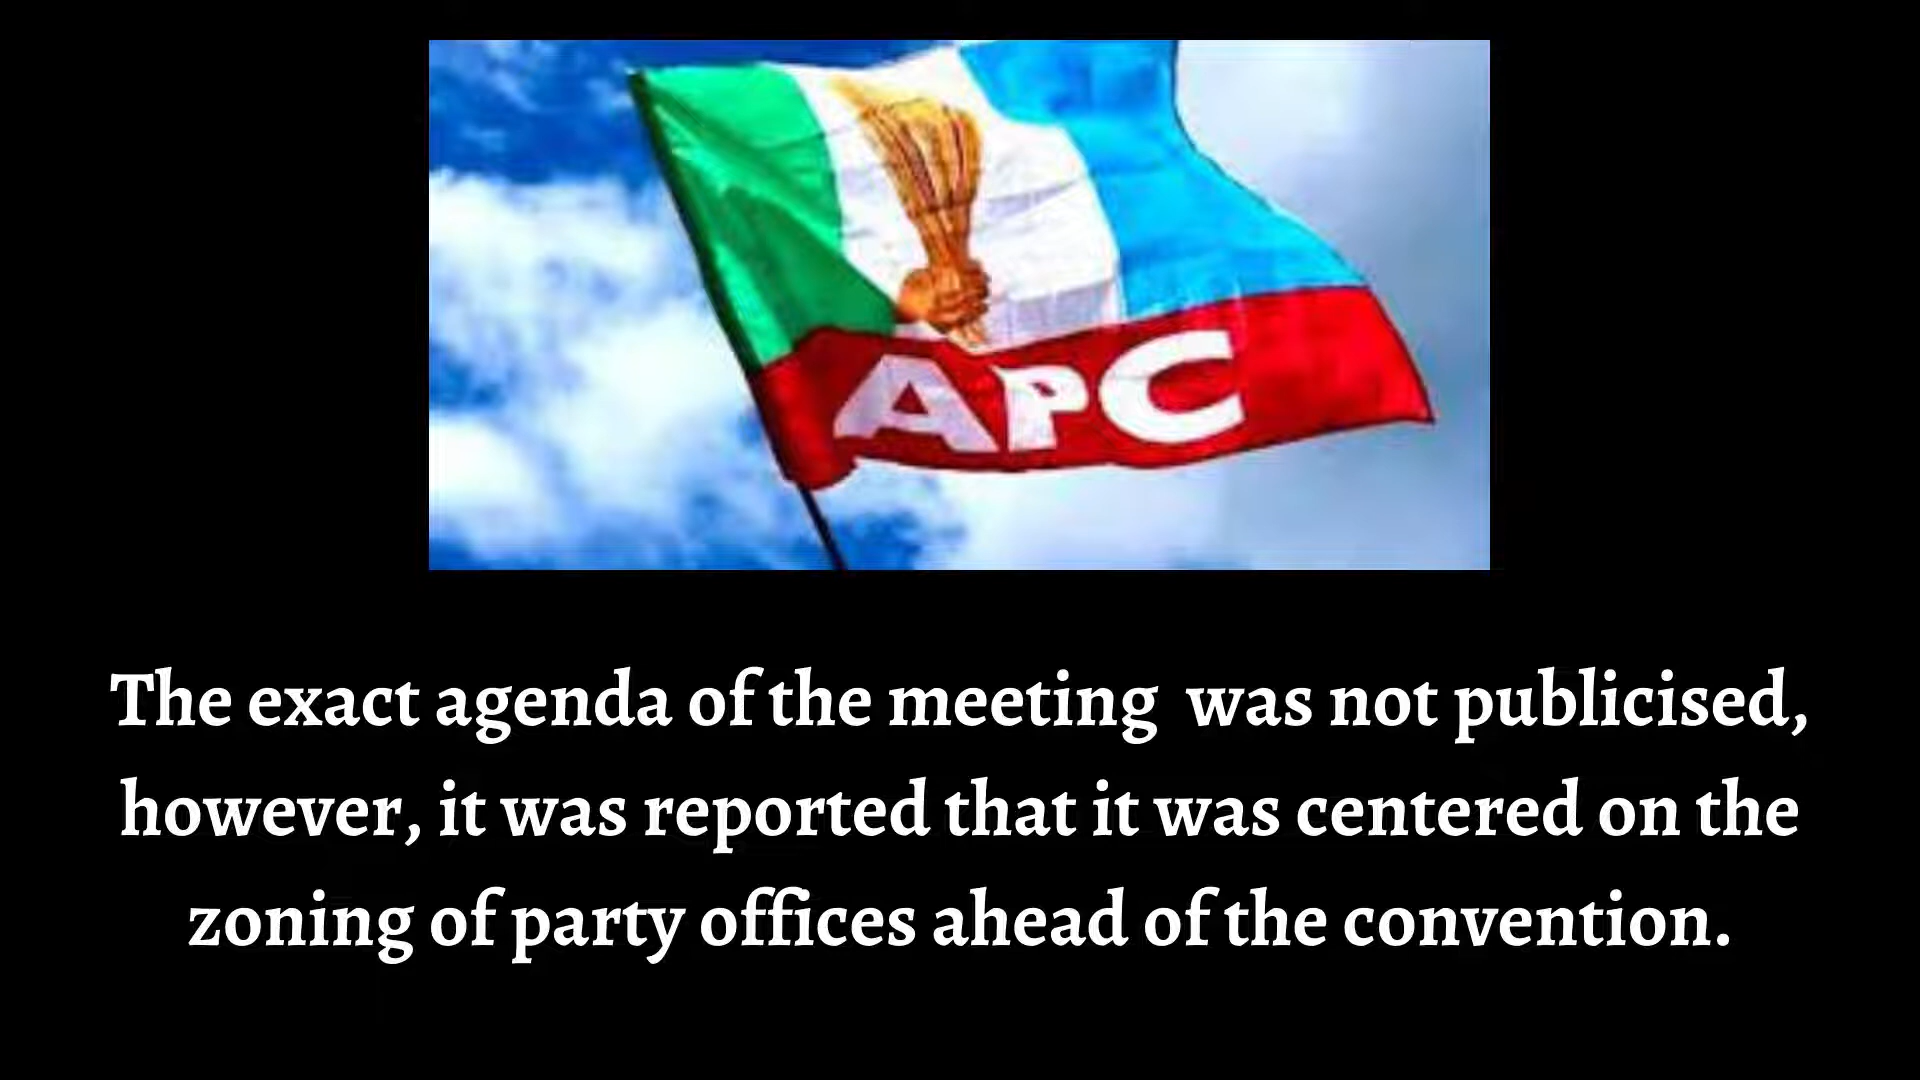 APC
The exact agenda of the meeting  was not publicised,
however, it was reported that it was centered on the
zoning of party offices ahead of the convention.